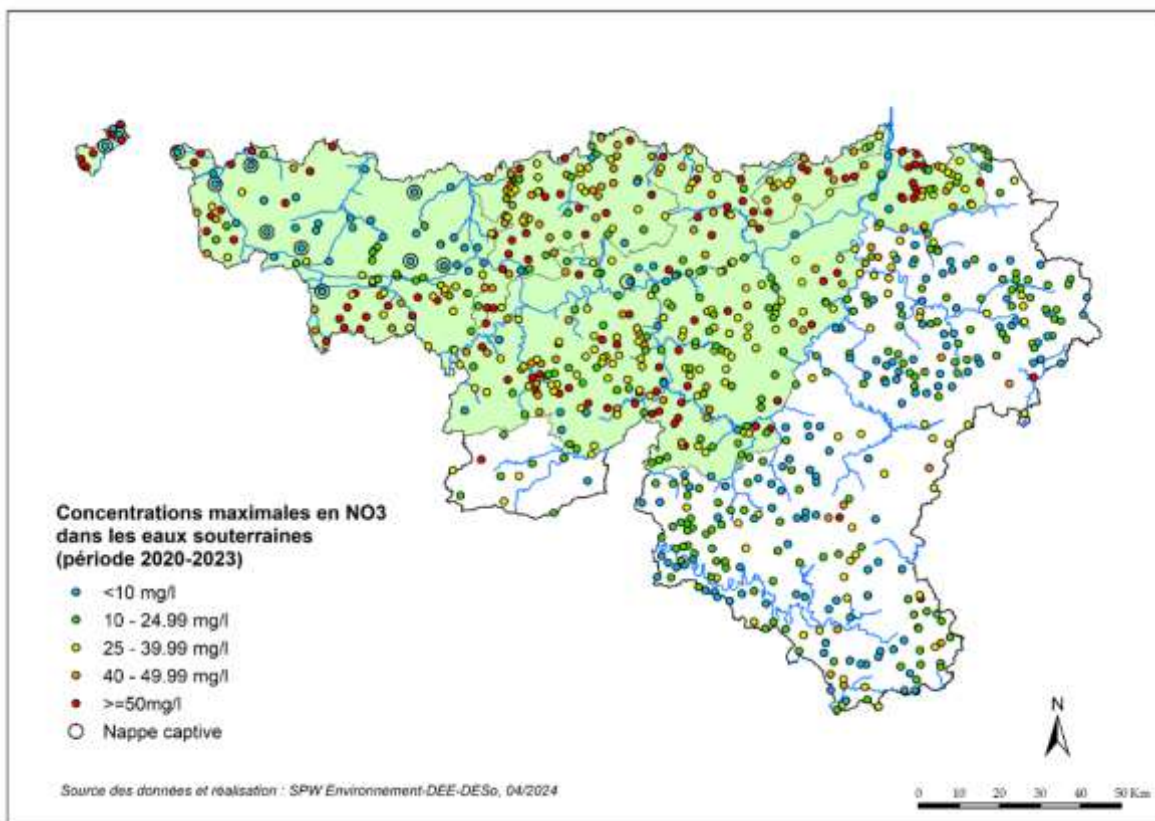 Concentrations maximales en NO3
dans les eaux souterraines
(période 2020-2023)
<10 mg/l
10 - 24.99 mg/l
25 - 39.99 mg/l
40 - 49.99 mg/l
>=50mg/l
Nappe captive
N
Source des données et réalisation : SPW Environnement-DEE-DESo, 04/2024
0 10 20 30 40 50 Km